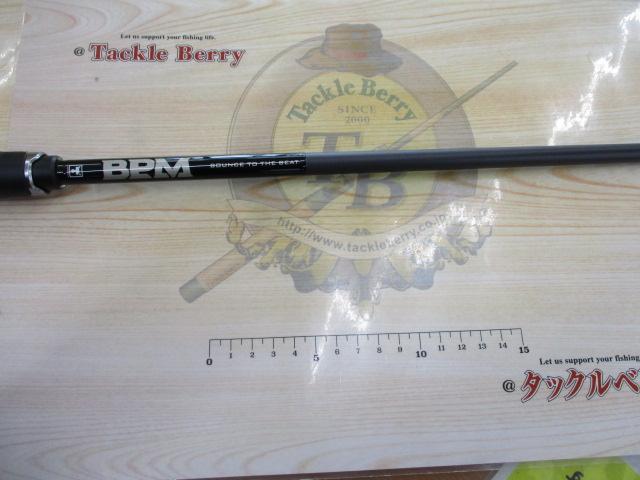 Let us support your fishing life.
@ Tackle Berry
Tackle Berry
SINCE
2000
TB
http://www.tackleberry.co.jp
BPM BOUNCE TO THE BEAT
0 1 2 3 4 5 6 7 8 9 10 11 12 13 14 15
Let us support your fishing
@ タックルベ